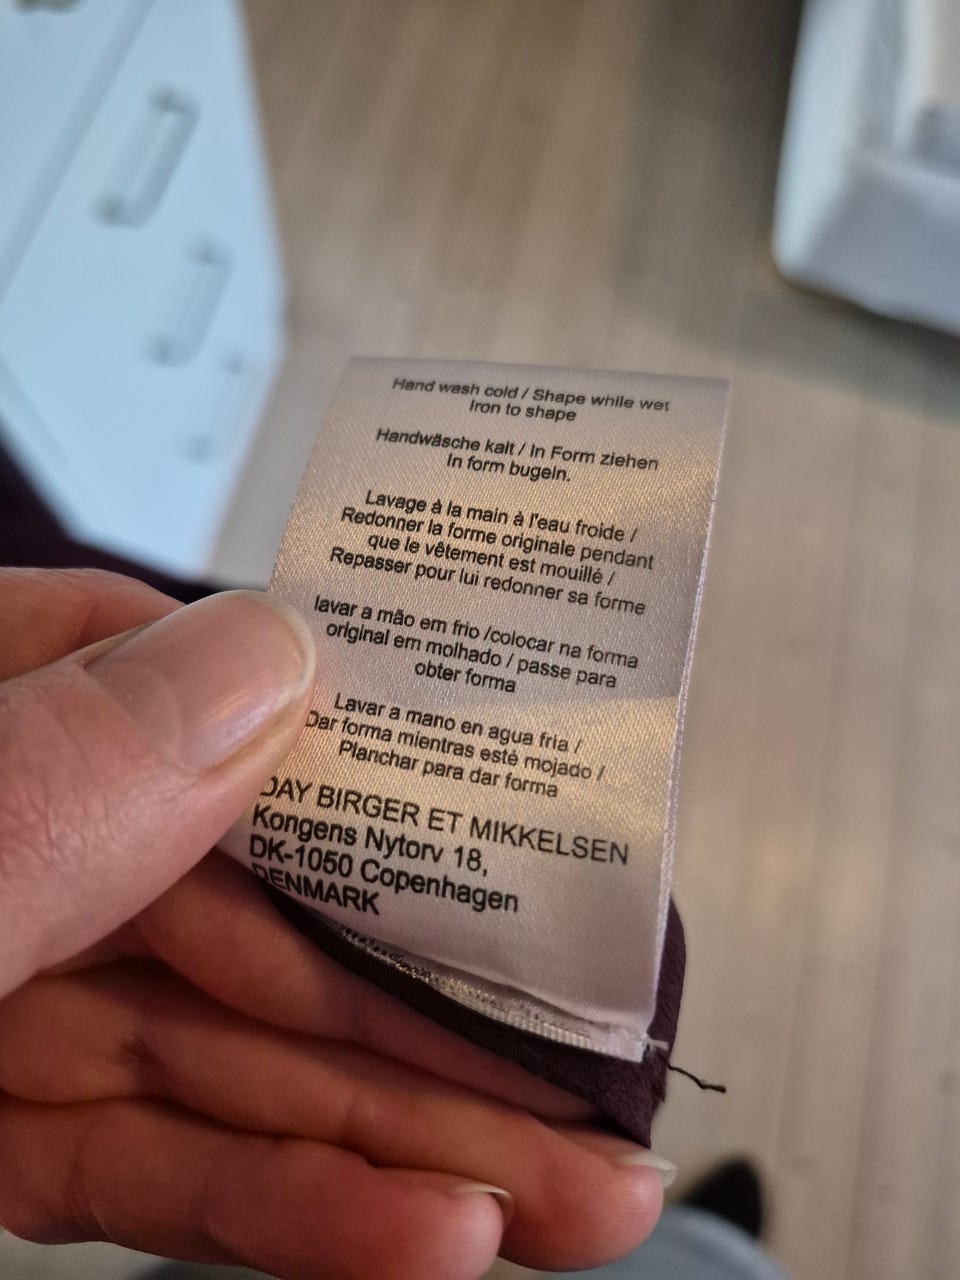 Hand wash cold / Shape while wet
Iron to shape
Handwäsche kalt / In Form ziehen
In form bugeln.
Lavage à la main à l'eau froide /
Redonner la forme originale pendant
que le vêtement est mouillé /
Repasser pour lui redonner sa forme
lavar a mão em frio /colocar na forma
original em molhado / passe para
obter forma
Lavar a mano en agua fria /
Dar forma mientras esté mojado /
Planchar para dar forma
DAY BIRGER ET MIKKELSEN
Kongens Nytorv 18,
DK-1050 Copenhagen
DENMARK